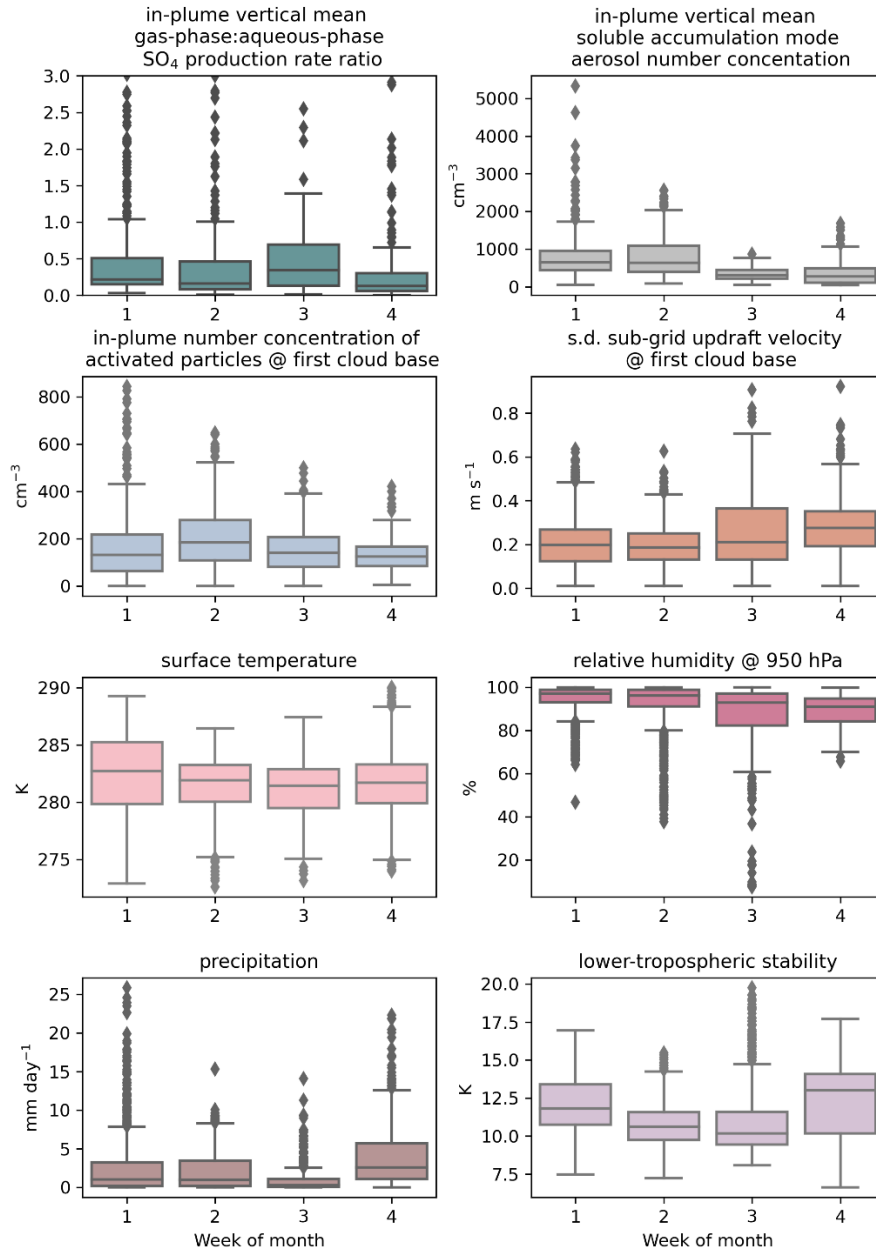 in-plume vertical mean
gas-phase:aqueous-phase
SO₄ production rate ratio
3.0
2.5
2.0
1.5
1.0
0.5
0.0
1 2 3 4
in-plume vertical mean
soluble accumulation mode
aerosol number concentation
cm⁻³
5000
4000
3000
2000
1000
0
1 2 3 4
in-plume number concentration of
activated particles @ first cloud base
cm⁻³
800
600
400
200
0
1 2 3 4
s.d. sub-grid updraft velocity
@ first cloud base
m s⁻¹
0.8
0.6
0.4
0.2
0.0
1 2 3 4
surface temperature
K
290
285
280
275
1 2 3 4
relative humidity @ 950 hPa
%
100
80
60
40
20
1 2 3 4
precipitation
mm day⁻¹
25
20
15
10
5
0
1 2 3 4
Week of month
lower-tropospheric stability
K
20.0
17.5
15.0
12.5
10.0
7.5
1 2 3 4
Week of month